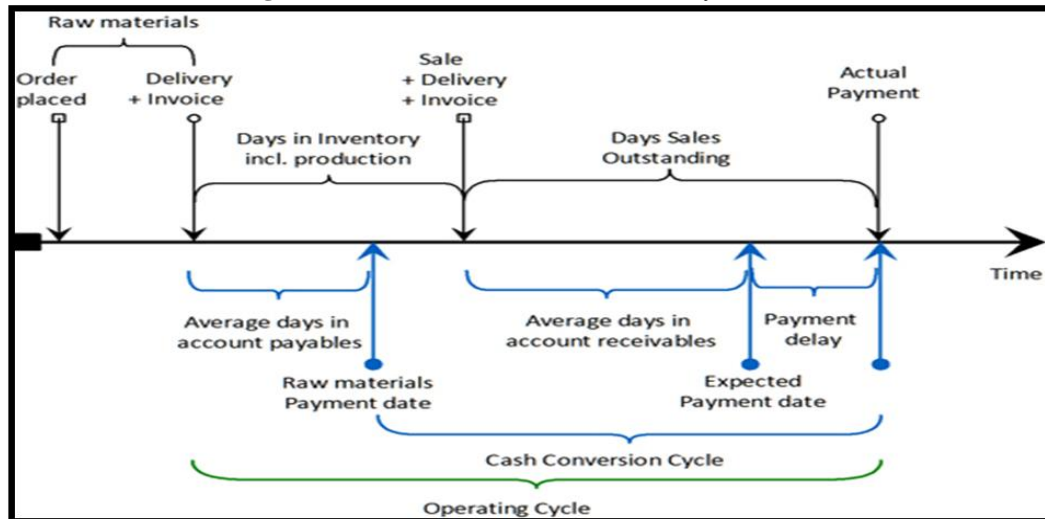 Raw materials
Order
placed
Delivery
+ Invoice
Sale
+ Delivery
+ Invoice
Actual
Payment
Days in Inventory
incl. production
Days Sales
Outstanding
Time
Average days in
account payables
Average days in
account receivables
Payment
delay
Raw materials
Payment date
Expected
Payment date
Cash Conversion Cycle
Operating Cycle